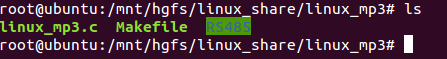 root@ubuntu:/mnt/hgfs/linux_share/linux_mp3# ls
linux_mp3.c Makefile RS485
root@ubuntu:/mnt/hgfs/linux_share/linux_mp3#